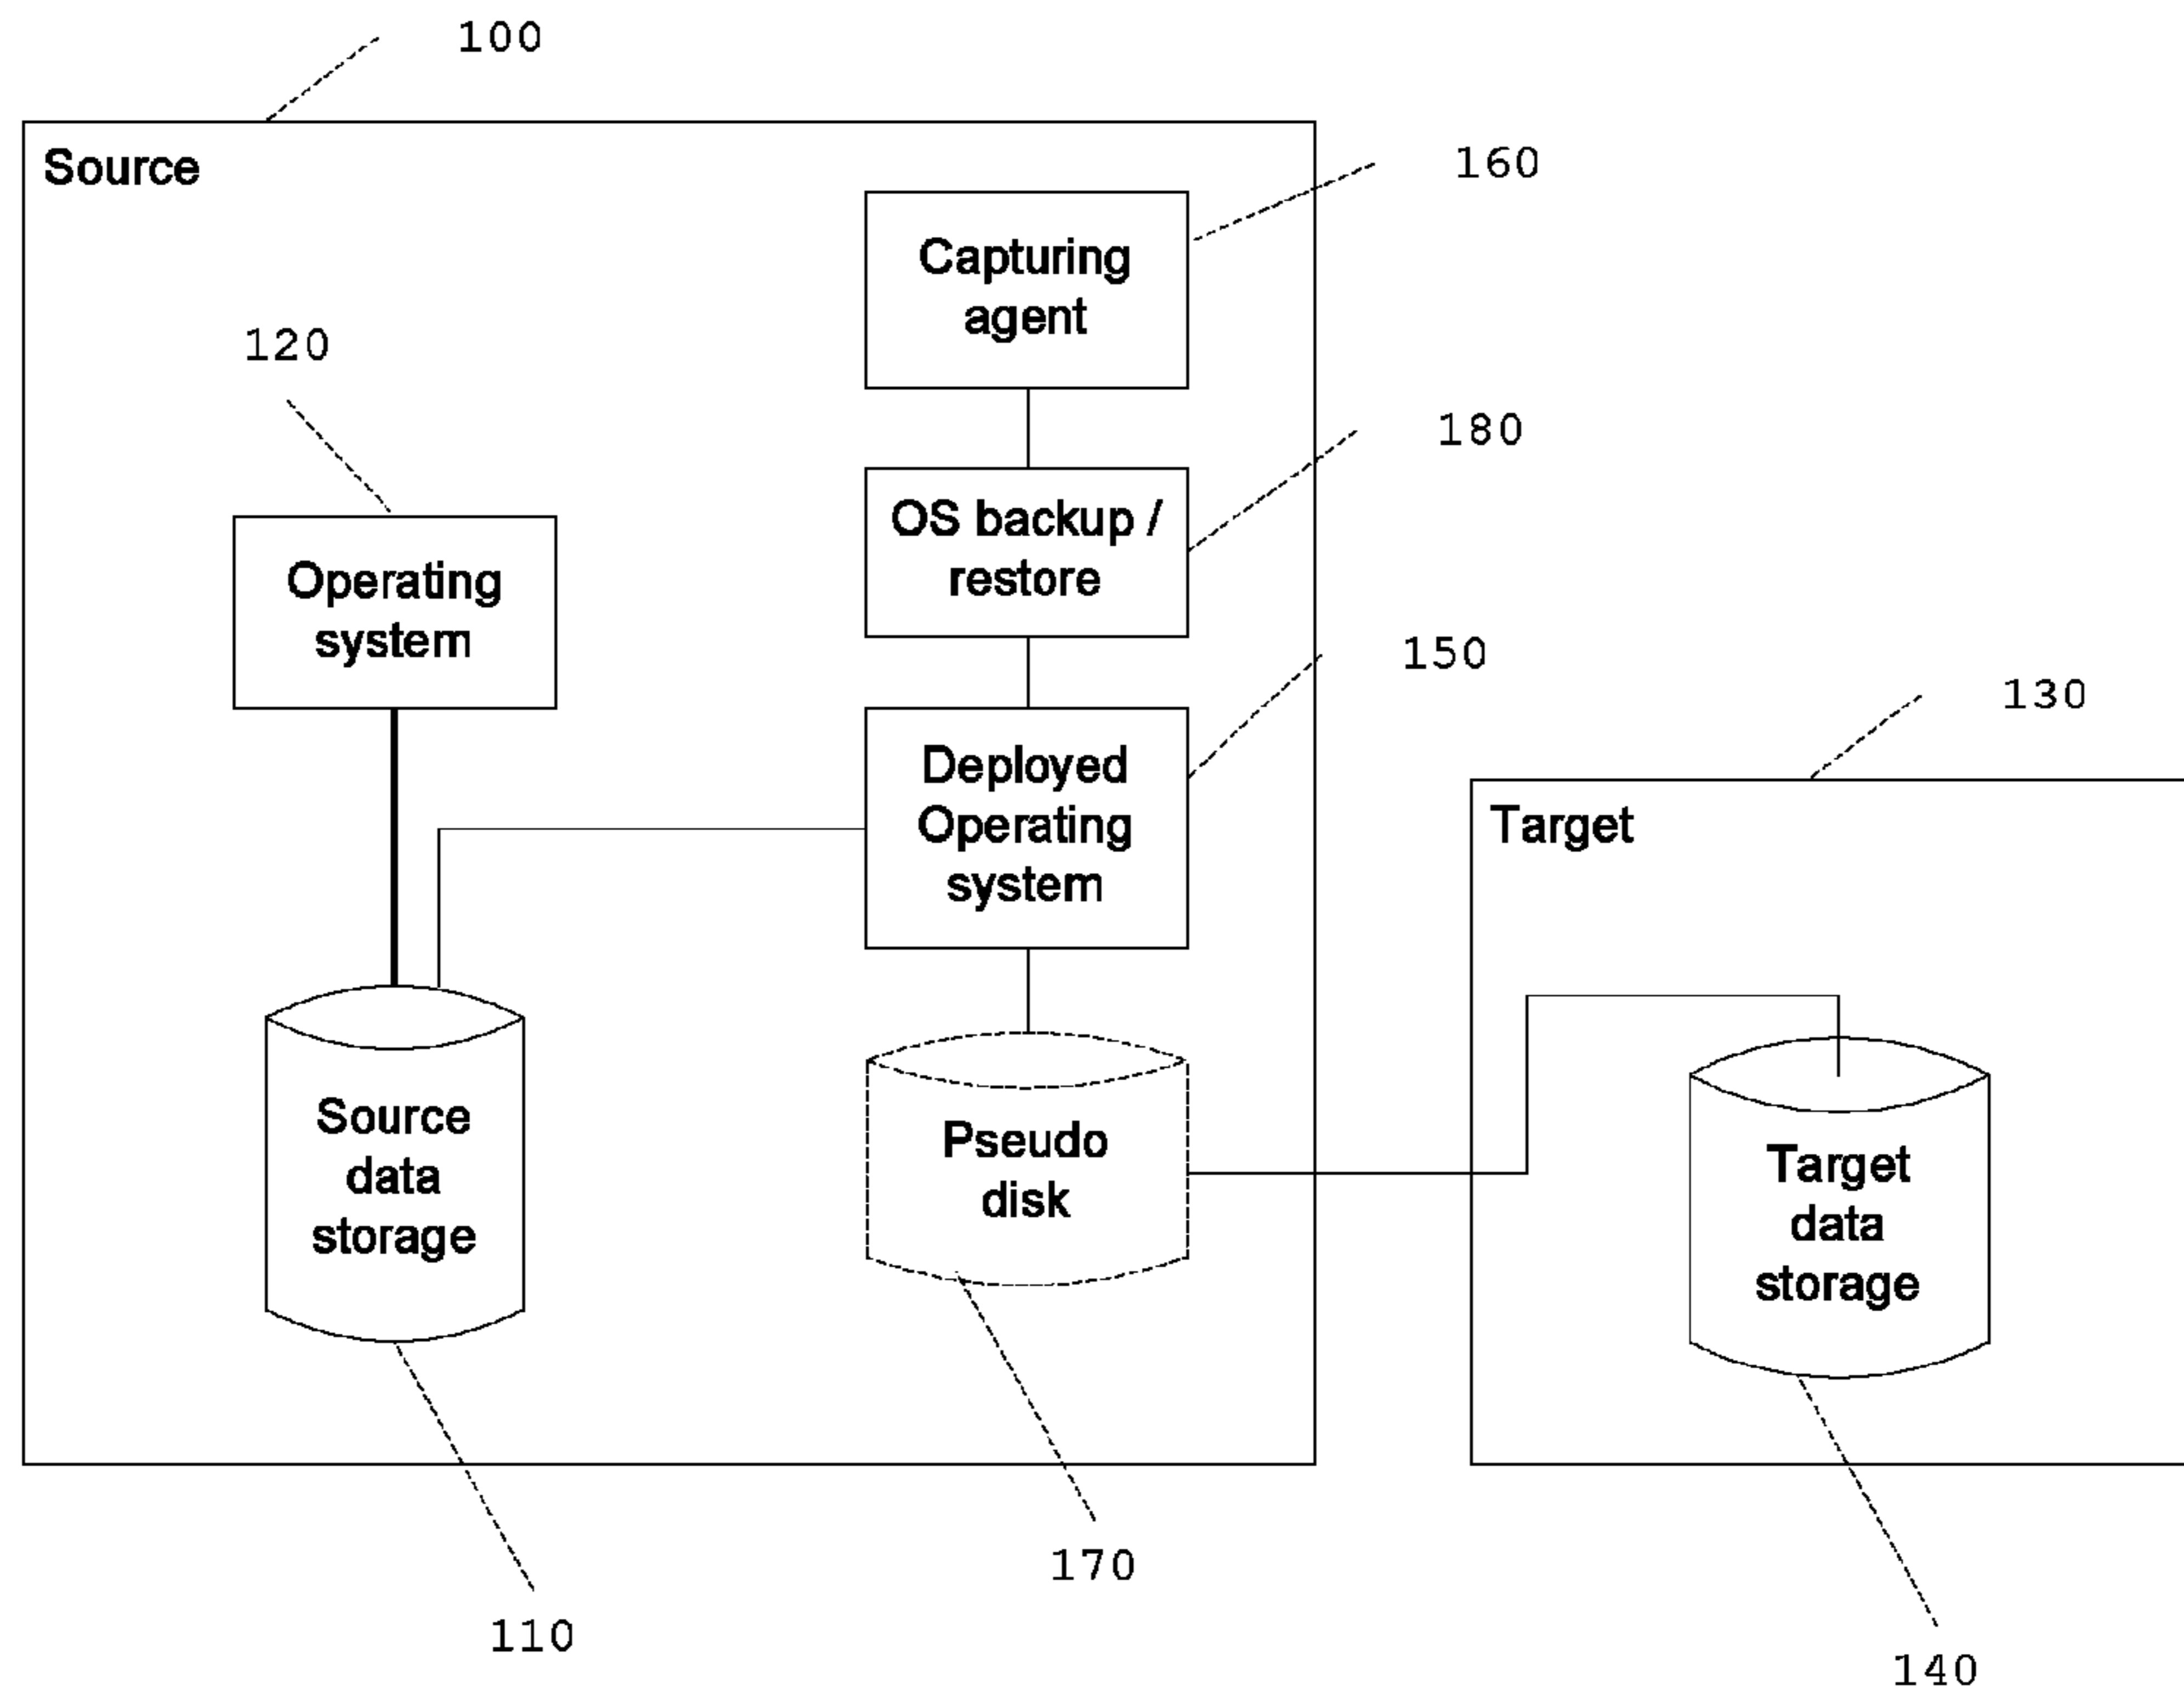 100
Source
160
Capturing
agent
120
180
OS backup /
restore
Operating
system
150
130
Deployed
Operating
system
Target
Source
data
storage
Pseudo
disk
Target
data
storage
170
110
140